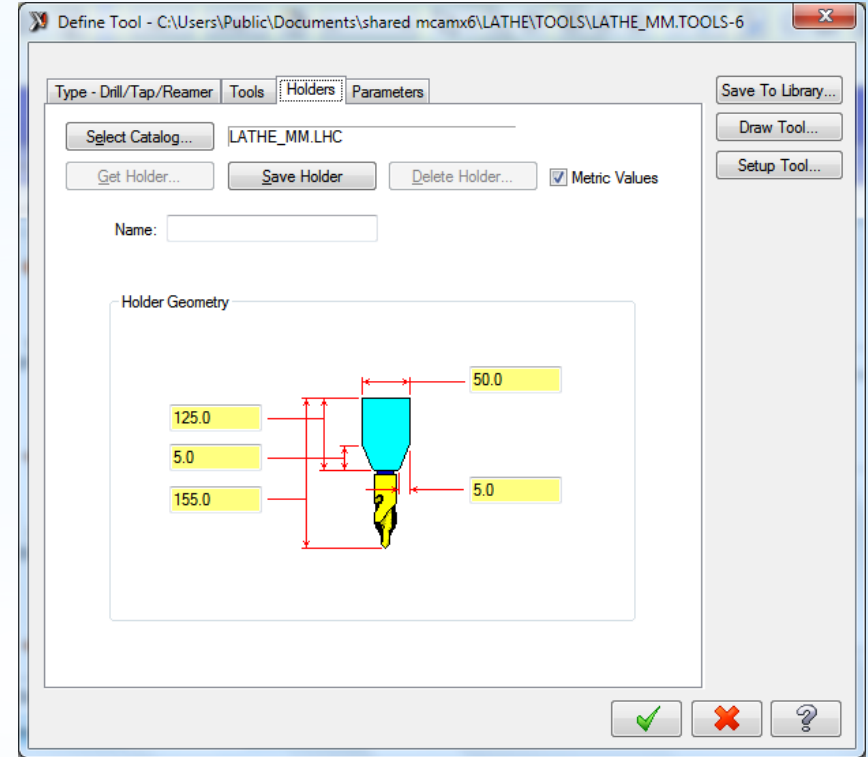 Define Tool - C:\Users\Public\Documents\shared mcamx6\LATHE\TOOLS\LATHE_MM.TOOLS-6
Type - Drill/Tap/Reamer Tools Holders Parameters
Save To Library...
Select Catalog... LATHE_MM.LHC
Draw Tool...
Get Holder... Save Holder Delete Holder... Metric Values
Setup Tool...
Name:
Holder Geometry
50.0
125.0
5.0
155.0
5.0